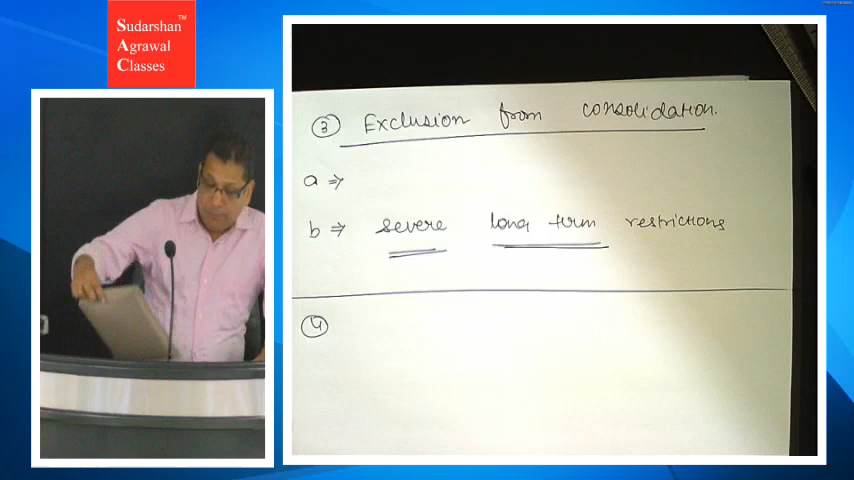 Sudarshan™
Agrawal
Classes
③ Exclusion from consolidation.
a ⇒
b ⇒ severe long term restrictions
④